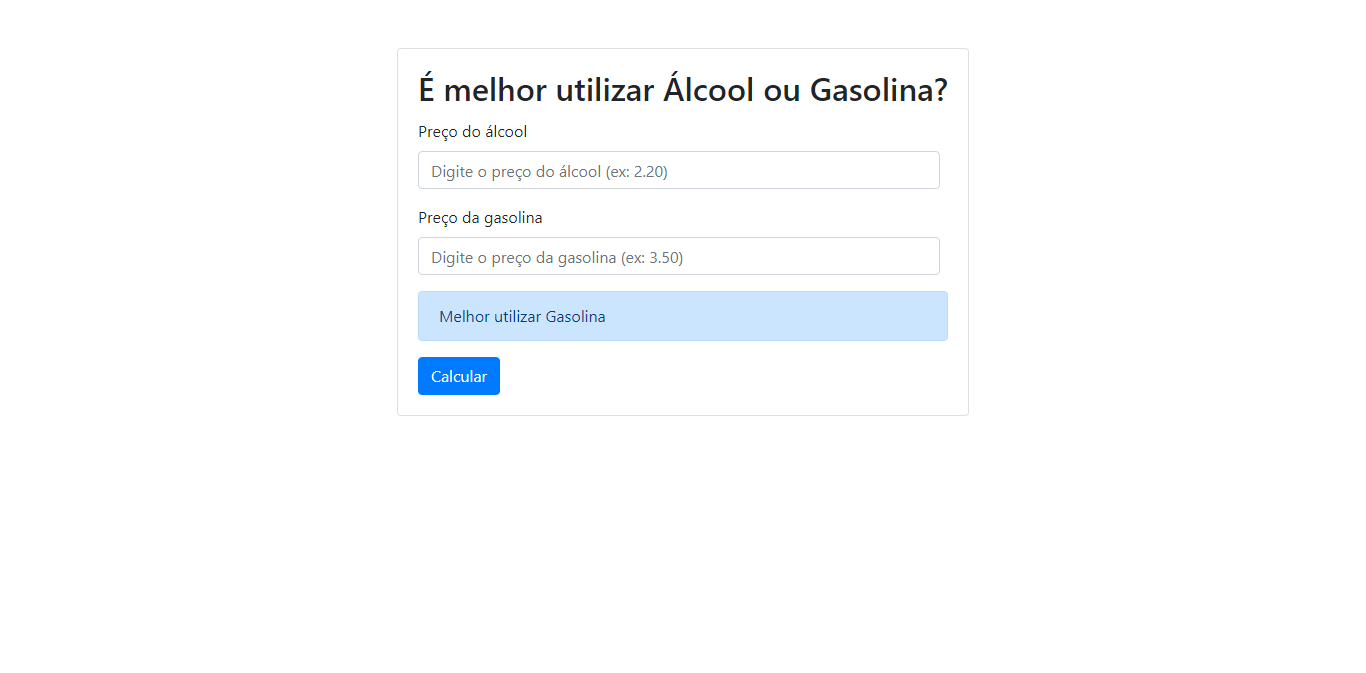 É melhor utilizar Álcool ou Gasolina?
Preço do álcool
Digite o preço do álcool (ex: 2.20)
Preço da gasolina
Digite o preço da gasolina (ex: 3.50)
Melhor utilizar Gasolina
Calcular